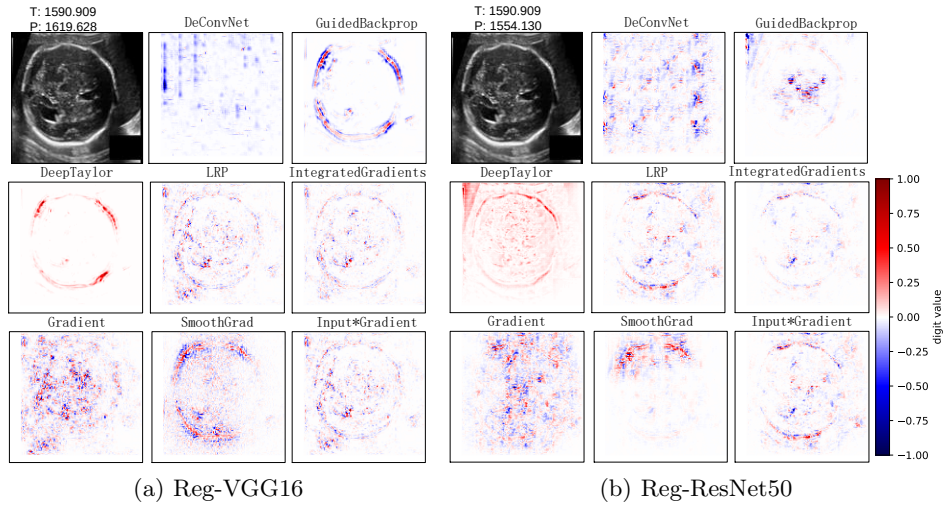 T: 1590.909
P: 1619.628
DeConvNet
GuidedBackprop
T: 1590.909
P: 1554.130
DeConvNet
GuidedBackprop
DeepTaylor
LRP
IntegratedGradients
DeepTaylor
LRP
IntegratedGradients
Gradient
SmoothGrad
Input*Gradient
Gradient
SmoothGrad
Input*Gradient
1.00
0.75
0.50
0.25
0.00
−0.25
−0.50
−0.75
−1.00
digit value
(a) Reg-VGG16
(b) Reg-ResNet50